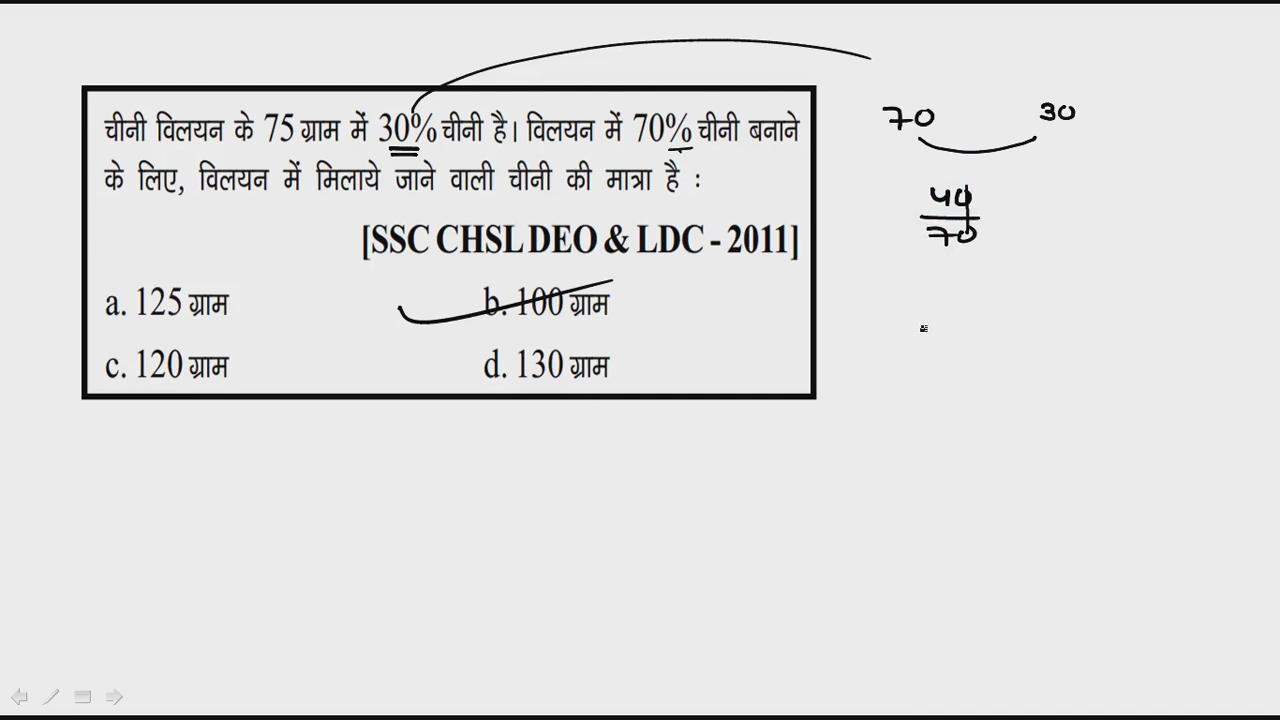 चीनी विलयन के 75 ग्राम में 30% चीनी है। विलयन में 70% चीनी बनाने
के लिए, विलयन में मिलाये जाने वाली चीनी की मात्रा है :
[SSC CHSL DEO & LDC - 2011]
a. 125 ग्राम b. 100 ग्राम
c. 120 ग्राम d. 130 ग्राम
70 30
40
70